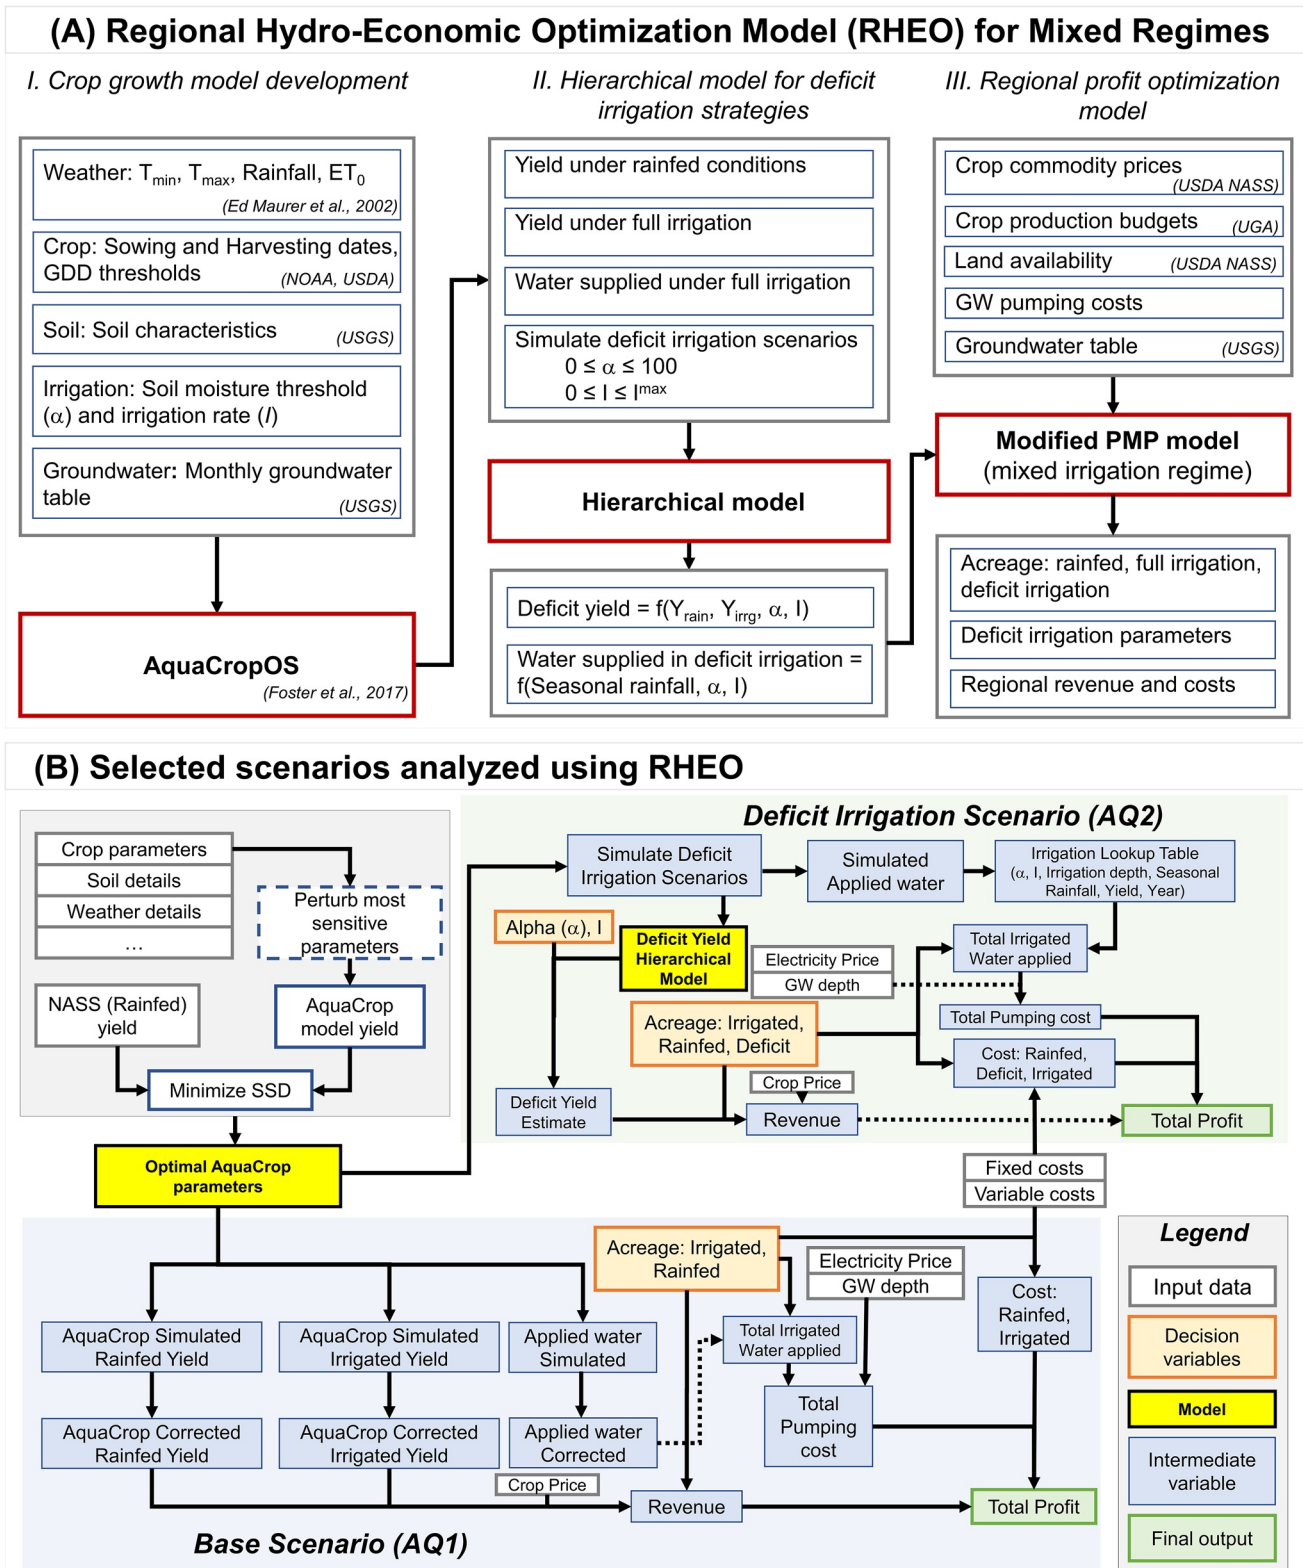 (A) Regional Hydro-Economic Optimization Model (RHEO) for Mixed Regimes
I. Crop growth model development
Weather: Tmin, Tmax, Rainfall, ET0
(Ed Maurer et al., 2002)
Crop: Sowing and Harvesting dates,
GDD thresholds
(NOAA, USDA)
Soil: Soil characteristics
(USGS)
Irrigation: Soil moisture threshold
(α) and irrigation rate (I)
Groundwater: Monthly groundwater
table
(USGS)
AquaCropOS
(Foster et al., 2017)
II. Hierarchical model for deficit
irrigation strategies
Yield under rainfed conditions
Yield under full irrigation
Water supplied under full irrigation
Simulate deficit irrigation scenarios
0 ≤ α ≤ 100
0 ≤ I ≤ Imax
Hierarchical model
Deficit yield = f(Yrain, Yirrg, α, I)
Water supplied in deficit irrigation =
f(Seasonal rainfall, α, I)
III. Regional profit optimization
model
Crop commodity prices
(USDA NASS)
Crop production budgets
(UGA)
Land availability
(USDA NASS)
GW pumping costs
Groundwater table
(USGS)
Modified PMP model
(mixed irrigation regime)
Acreage: rainfed, full irrigation,
deficit irrigation
Deficit irrigation parameters
Regional revenue and costs
(B) Selected scenarios analyzed using RHEO
Crop parameters
Soil details
Weather details
...
Perturb most
sensitive
parameters
NASS (Rainfed)
yield
AquaCrop
model yield
Minimize SSD
Optimal AquaCrop
parameters
Deficit Irrigation Scenario (AQ2)
Simulate Deficit
Irrigation Scenarios
Simulated
Applied water
Irrigation Lookup Table
(α, I, Irrigation depth, Seasonal
Rainfall, Yield, Year)
Alpha (α), I
Deficit Yield
Hierarchical
Model
Electricity Price
GW depth
Total Irrigated
Water applied
Acreage: Irrigated,
Rainfed, Deficit
Total Pumping cost
Cost: Rainfed,
Deficit, Irrigated
Crop Price
Deficit Yield
Estimate
Revenue
Total Profit
Fixed costs
Variable costs
Acreage: Irrigated,
Rainfed
Electricity Price
GW depth
Cost:
Rainfed,
Irrigated
AquaCrop Simulated
Rainfed Yield
AquaCrop Simulated
Irrigated Yield
Applied water
Simulated
Total Irrigated
Water applied
AquaCrop Corrected
Rainfed Yield
AquaCrop Corrected
Irrigated Yield
Applied water
Corrected
Total
Pumping
cost
Crop Price
Revenue
Total Profit
Base Scenario (AQ1)
Legend
Input data
Decision
variables
Model
Intermediate
variable
Final output